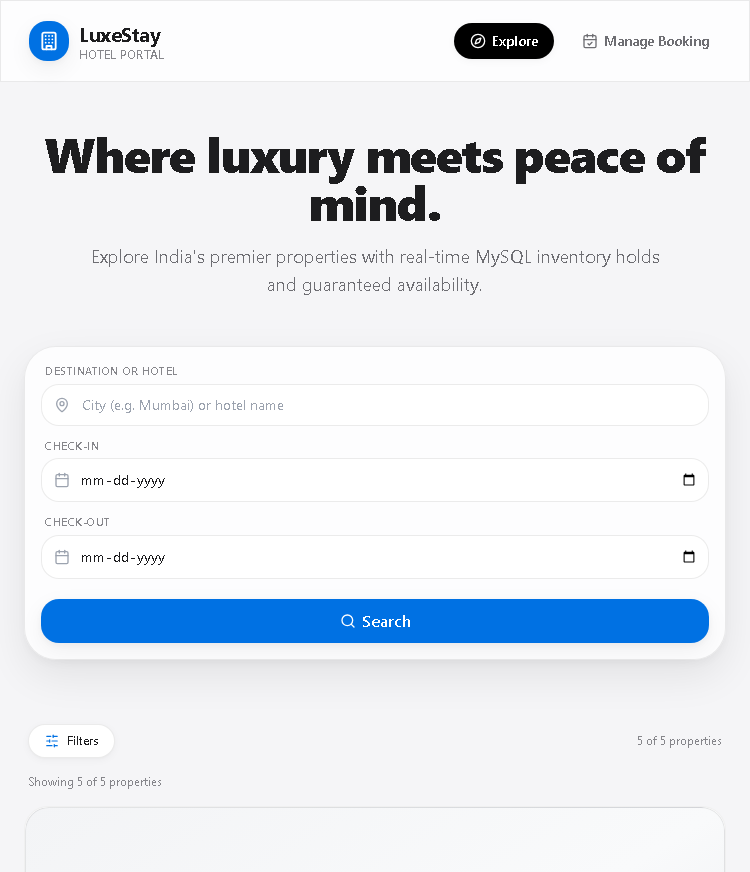 LuxeStay
HOTEL PORTAL
Explore
Manage Booking
Where luxury meets peace of
mind.
Explore India's premier properties with real-time MySQL inventory holds
and guaranteed availability.
DESTINATION OR HOTEL
City (e.g. Mumbai) or hotel name
CHECK-IN
mm-dd-yyyy
CHECK-OUT
mm-dd-yyyy
Search
Filters
5 of 5 properties
Showing 5 of 5 properties